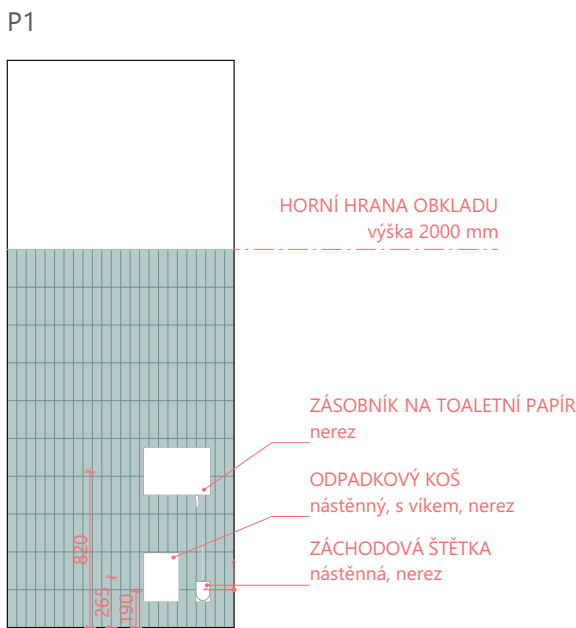 P1
HORNÍ HRANA OBKLADU
výška 2000 mm
ZÁSOBNÍK NA TOALETNÍ PAPÍR
nerez
ODPADKOVÝ KOŠ
nástěnný, s víkem, nerez
ZÁCHODOVÁ ŠTĚTKA
nástěnná, nerez
820
265
190